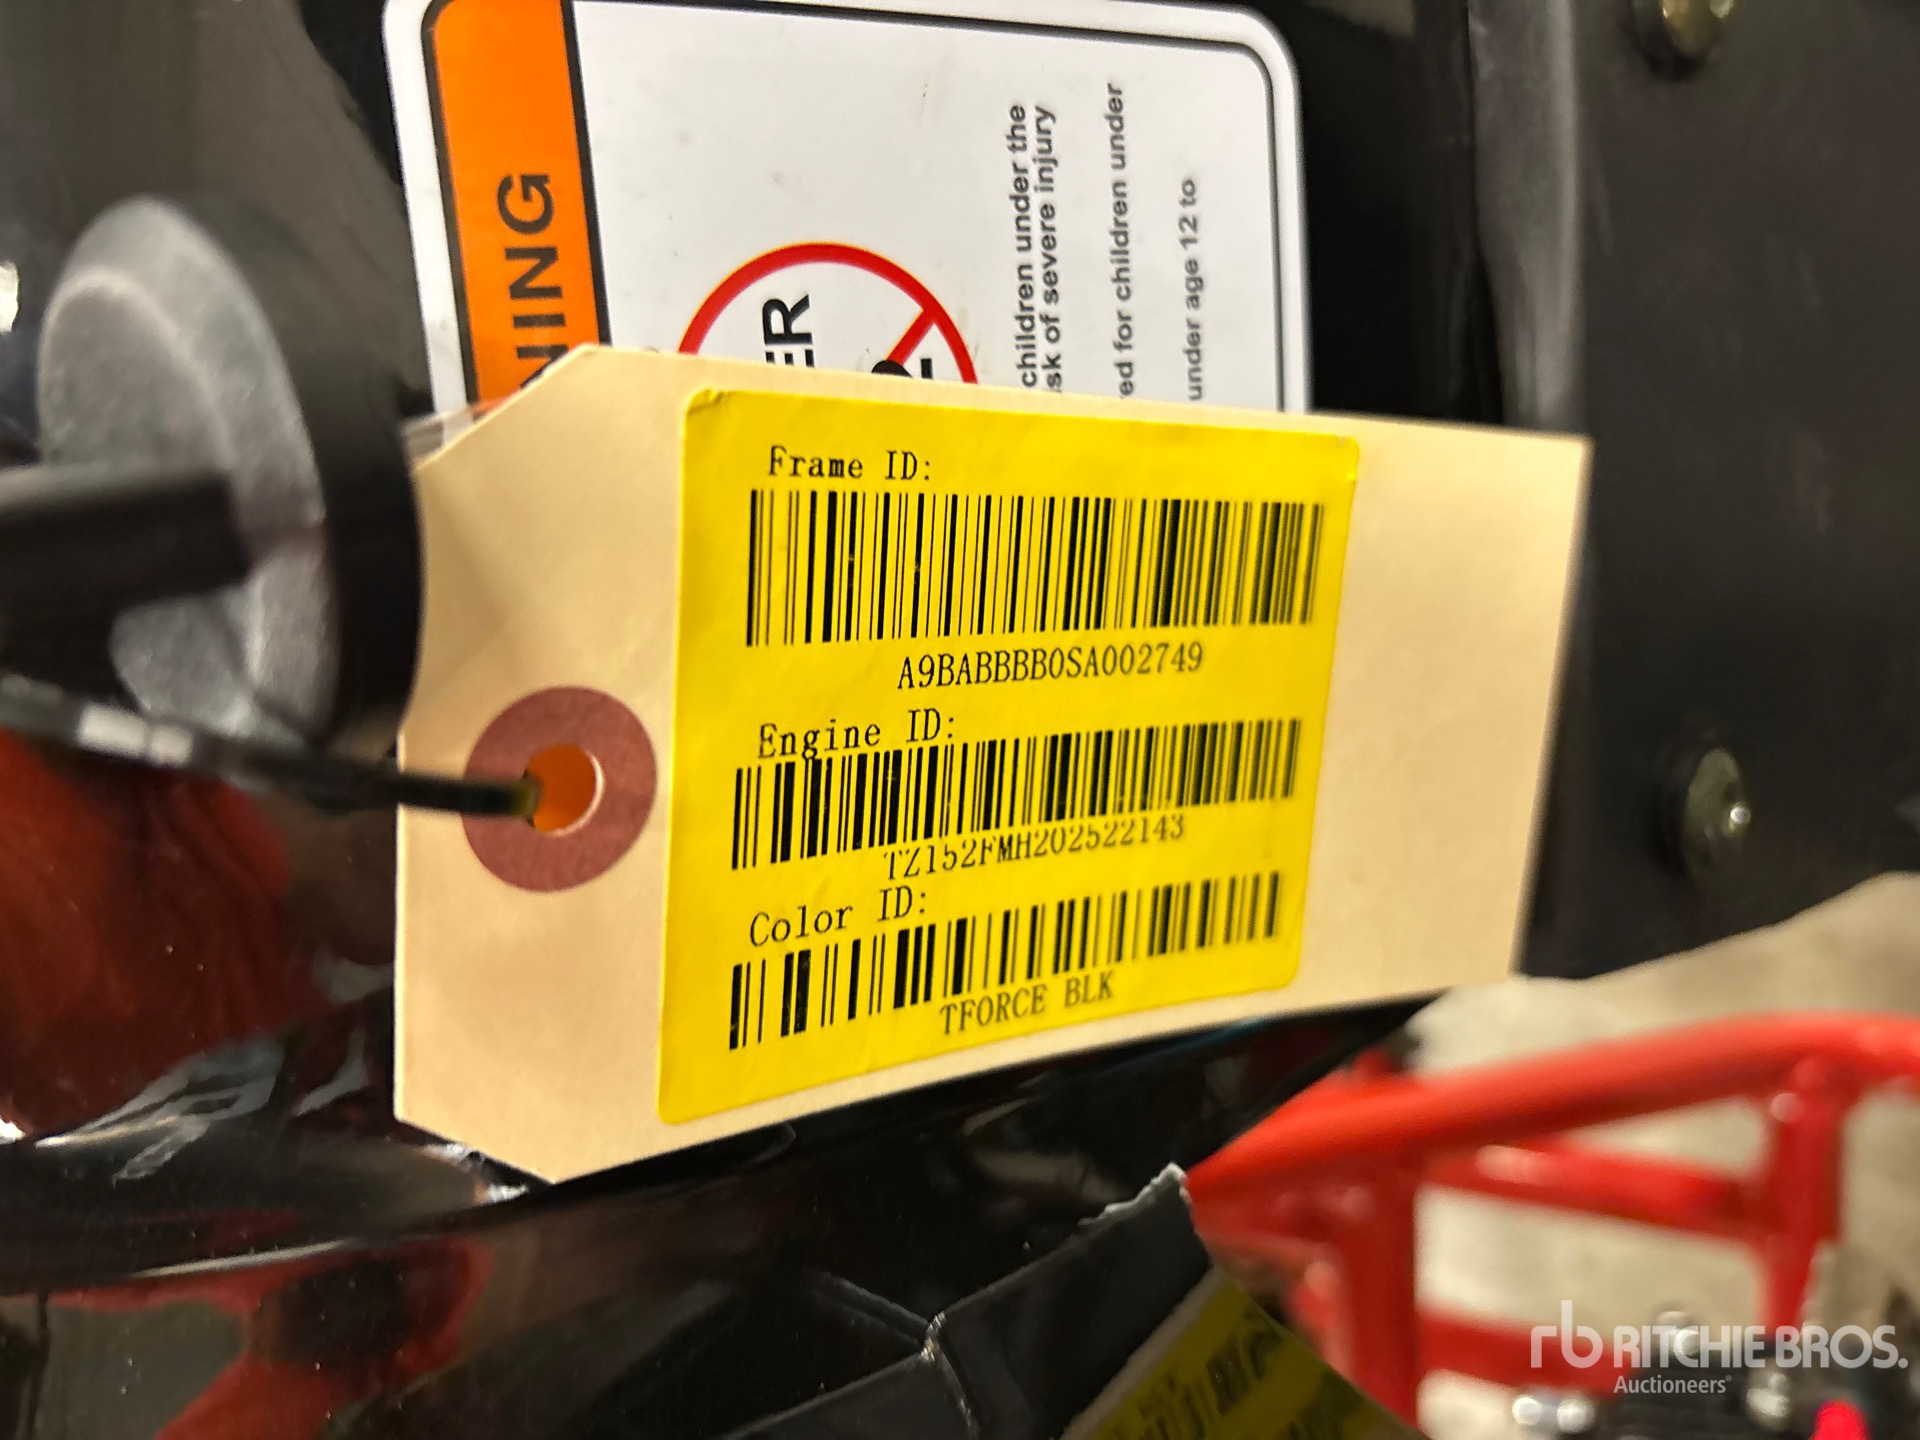 NING
ER
children under the
sk of severe injury
ed for children under
under age 12 to
Frame ID:
A9BABBBB0SA002749
Engine ID:
TZ152FMH202522143
Color ID:
TFORCE BLK
rb RITCHIE BROS.
Auctioneers